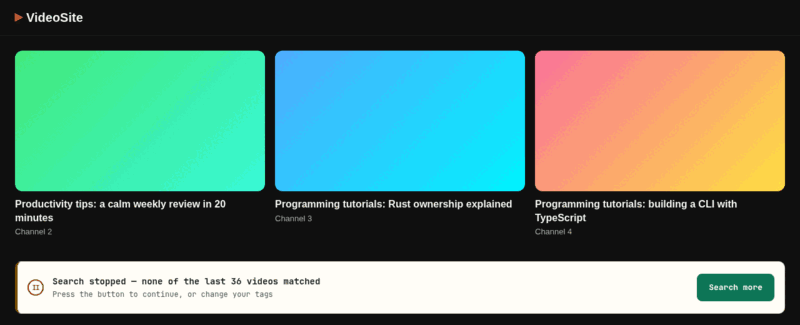 VideoSite
Productivity tips: a calm weekly review in 20
minutes
Channel 2
Programming tutorials: Rust ownership explained
Channel 3
Programming tutorials: building a CLI with
TypeScript
Channel 4
Search stopped — none of the last 36 videos matched
Press the button to continue, or change your tags
Search more